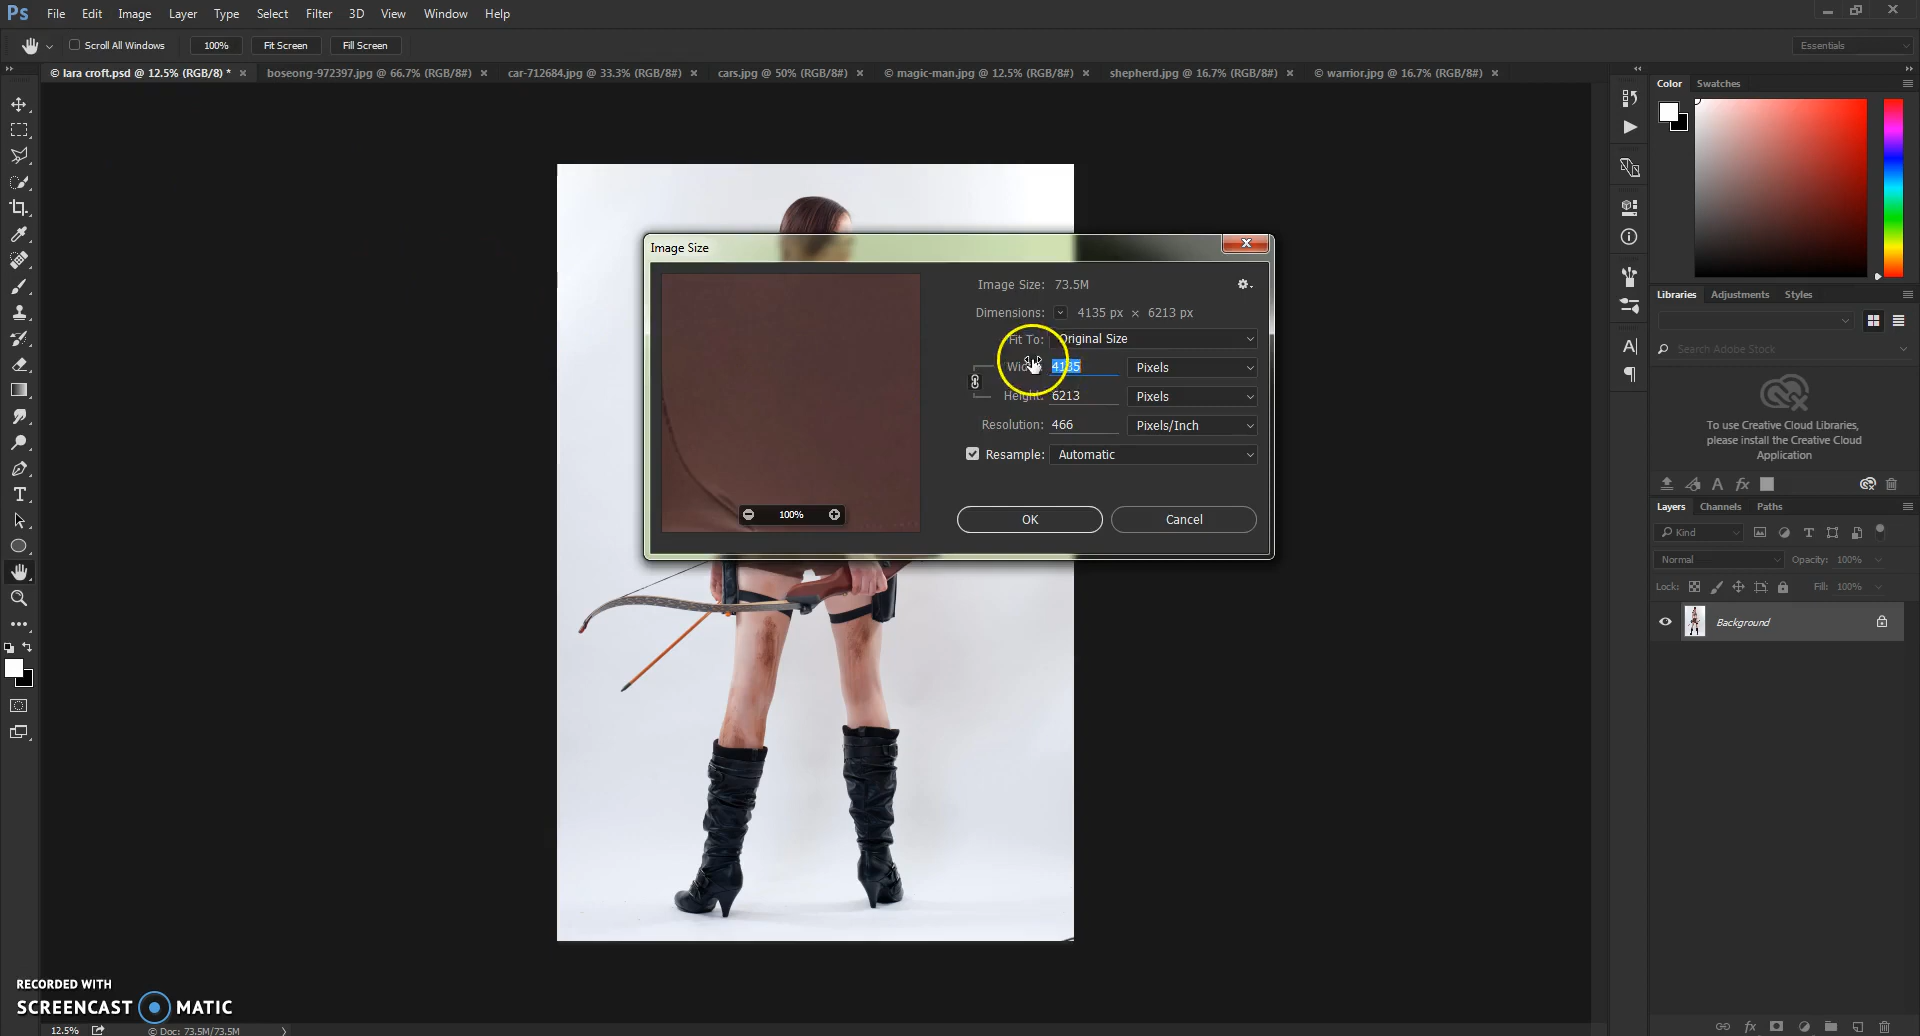 Ps File Edit Image Layer Type Select Filter 3D View Window Help
Scroll All Windows 100% Fit Screen Fill Screen Essentials
© lara croft.psd @ 12.5% (RGB/8) * × boseong-972397.jpg @ 66.7% (RGB/8#) × car-712684.jpg @ 33.3% (RGB/8#) × cars.jpg @ 50% (RGB/8#) × © magic-man.jpg @ 12.5% (RGB/8#) × shepherd.jpg @ 16.7% (RGB/8#) × © warrior.jpg @ 16.7% (RGB/8#) ×
Color Swatches
Image Size
Image Size: 73.5M
Dimensions: 4135 px × 6213 px
Fit To: Original Size
Width: 4135 Pixels
Height: 6213 Pixels
Resolution: 466 Pixels/Inch
Resample: Automatic
100%
OK Cancel
Libraries Adjustments Styles
Search Adobe Stock
To use Creative Cloud Libraries,
please install the Creative Cloud
Application
Layers Channels Paths
Kind
Normal Opacity: 100%
Lock: Fill: 100%
Background
RECORDED WITH
SCREENCAST MATIC
12.5% © Doc: 73.5M/73.5M